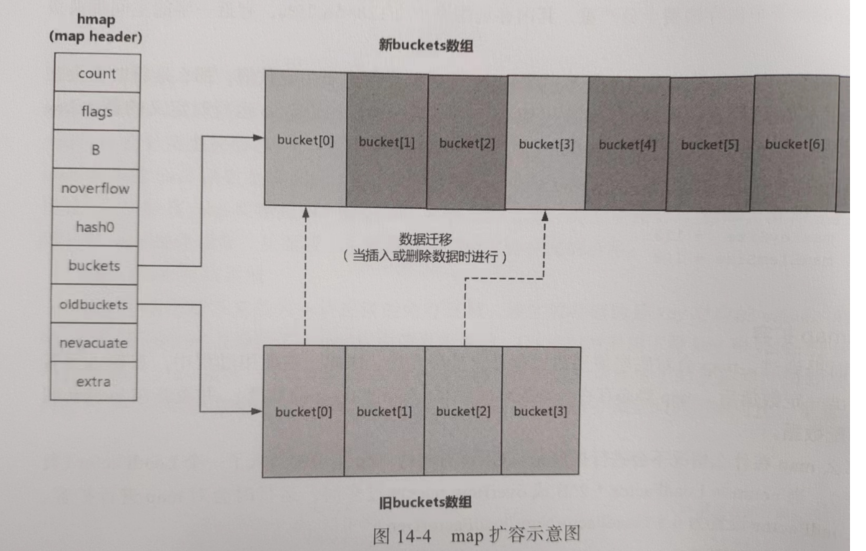 hmap
(map header)
count
flags
B
noverflow
hash0
buckets
oldbuckets
nevacuate
extra
新buckets数组
bucket[0]
bucket[1]
bucket[2]
bucket[3]
bucket[4]
bucket[5]
bucket[6]
数据迁移
（当插入或删除数据时进行）
bucket[0]
bucket[1]
bucket[2]
bucket[3]
旧buckets数组
图 14-4 map 扩容示意图